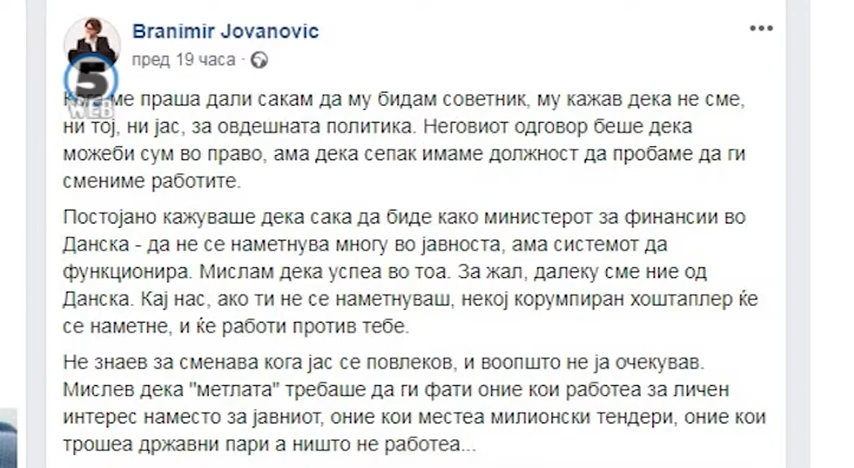 Branimir Jovanovic
пред 19 часа ·
5
WEB
ме праша дали сакам да му бидам советник, му кажав дека не сме,
ни тој, ни јас, за овдешната политика. Неговиот одговор беше дека
можеби сум во право, ама дека сепак имаме должност да пробаме да ги
смениме работите.
Постојано кажуваше дека сака да биде како министерот за финансии во
Данска - да не се наметнува многу во јавноста, ама системот да
функционира. Мислам дека успеа во тоа. За жал, далеку сме ние од
Данска. Кај нас, ако ти не се наметнуваш, некој корумпиран хоштаплер ќе
се наметне, и ќе работи против тебе.
Не знаев за сменава кога јас се повлеков, и воопшто не ја очекував.
Мислев дека "метлата" требаше да ги фати оние кои работеа за личен
интерес наместо за јавниот, оние кои местеа милионски тендери, оние кои
трошеа државни пари а ништо не работеа...